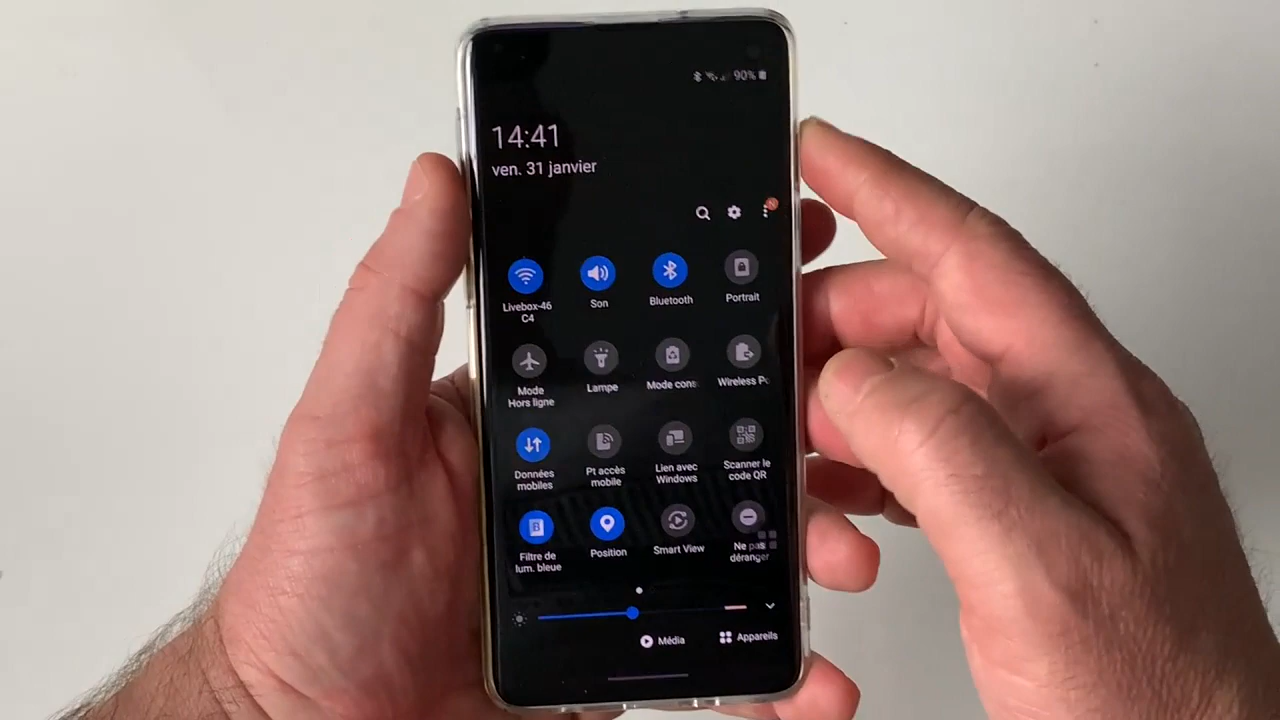 90%
14:41
ven. 31 janvier
N
Livebox-46
C4
Son
Bluetooth
Portrait
Mode
Hors ligne
Lampe
Mode cons
Wireless Po
Données
mobiles
Pt accès
mobile
Lien avec
Windows
Scanner le
code QR
B
Filtre de
lum. bleue
Position
Smart View
Ne pas
déranger
Média
Appareils